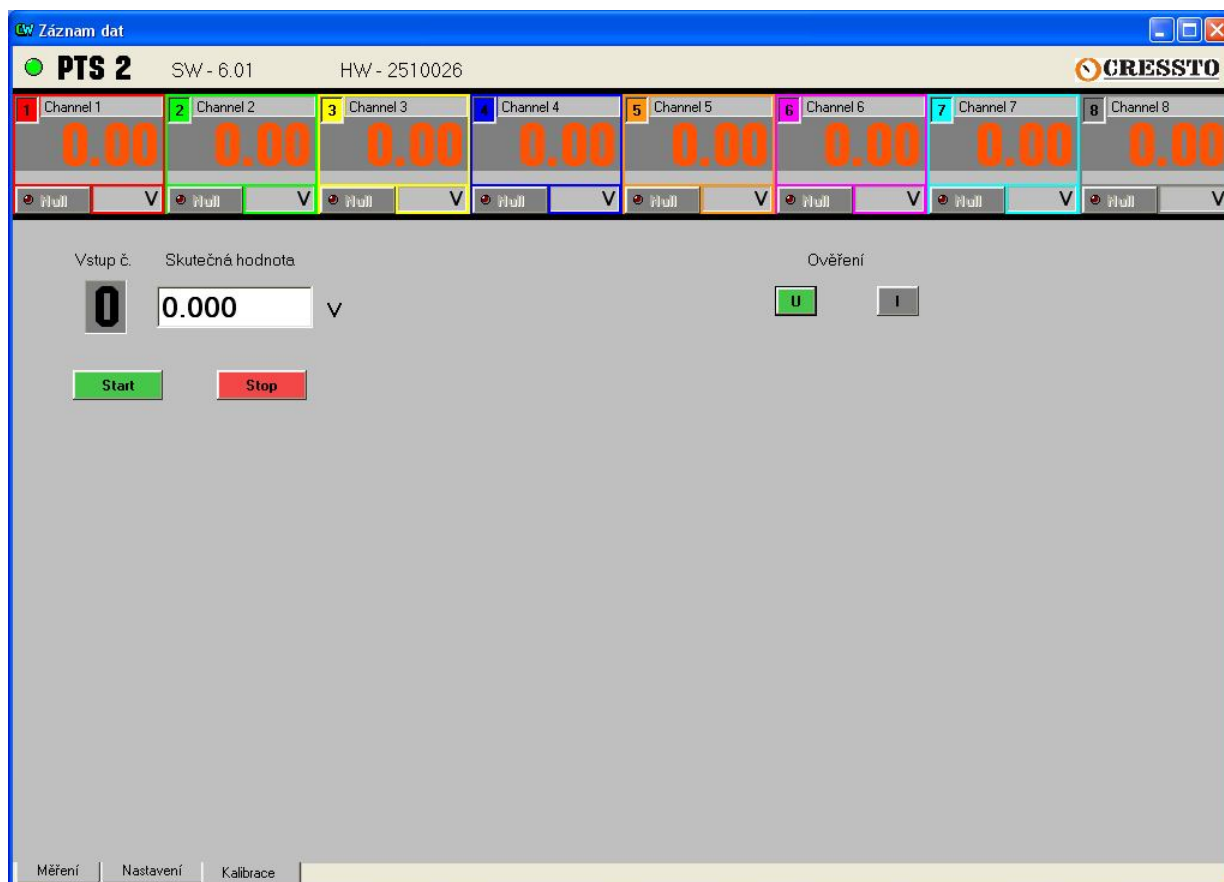 CW Záznam dat
PTS 2 SW - 6.01 HW - 2510026 CRESSTO
1 Channel 1 2 Channel 2 3 Channel 3 4 Channel 4 5 Channel 5 6 Channel 6 7 Channel 7 8 Channel 8
0.00 0.00 0.00 0.00 0.00 0.00 0.00 0.00
Null V Null V Null V Null V Null V Null V Null V Null V
Vstup č. Skutečná hodnota Ověření
0 0.000 V U I
Start Stop
Měření Nastavení Kalibrace